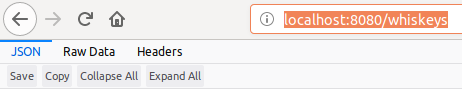 localhost:8080/whiskeys
JSON Raw Data Headers
Save Copy Collapse All Expand All